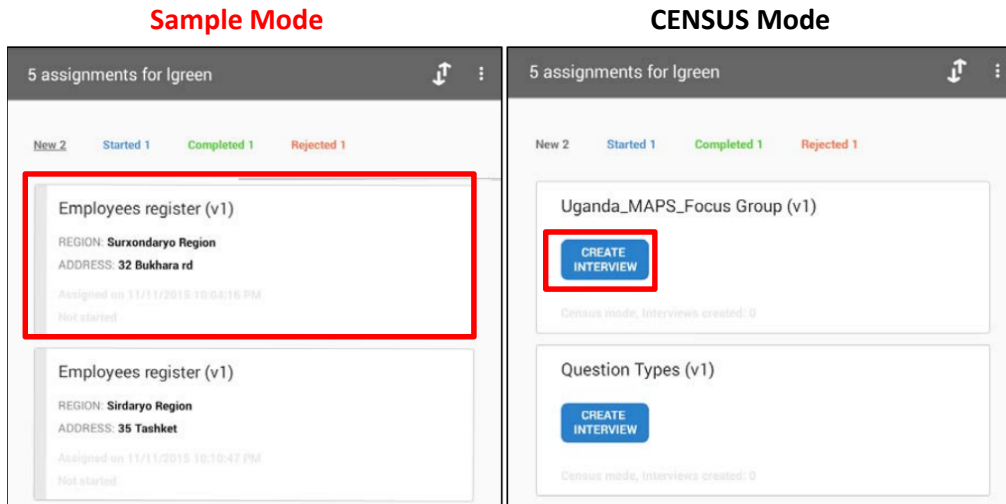 Sample Mode
5 assignments for lgreen
New 2 Started 1 Completed 1 Rejected 1
Employees register (v1)
REGION: Surxondaryo Region
ADDRESS: 32 Bukhara rd
Assigned on 11/11/2015 10:04:16 PM
Not started
Employees register (v1)
REGION: Sirdaryo Region
ADDRESS: 35 Tashket
Assigned on 11/11/2015 10:10:47 PM
Not started
CENSUS Mode
5 assignments for lgreen
New 2 Started 1 Completed 1 Rejected 1
Uganda_MAPS_Focus Group (v1)
CREATE
INTERVIEW
Census mode, Interviews created: 0
Question Types (v1)
CREATE
INTERVIEW
Census mode, Interviews created: 0